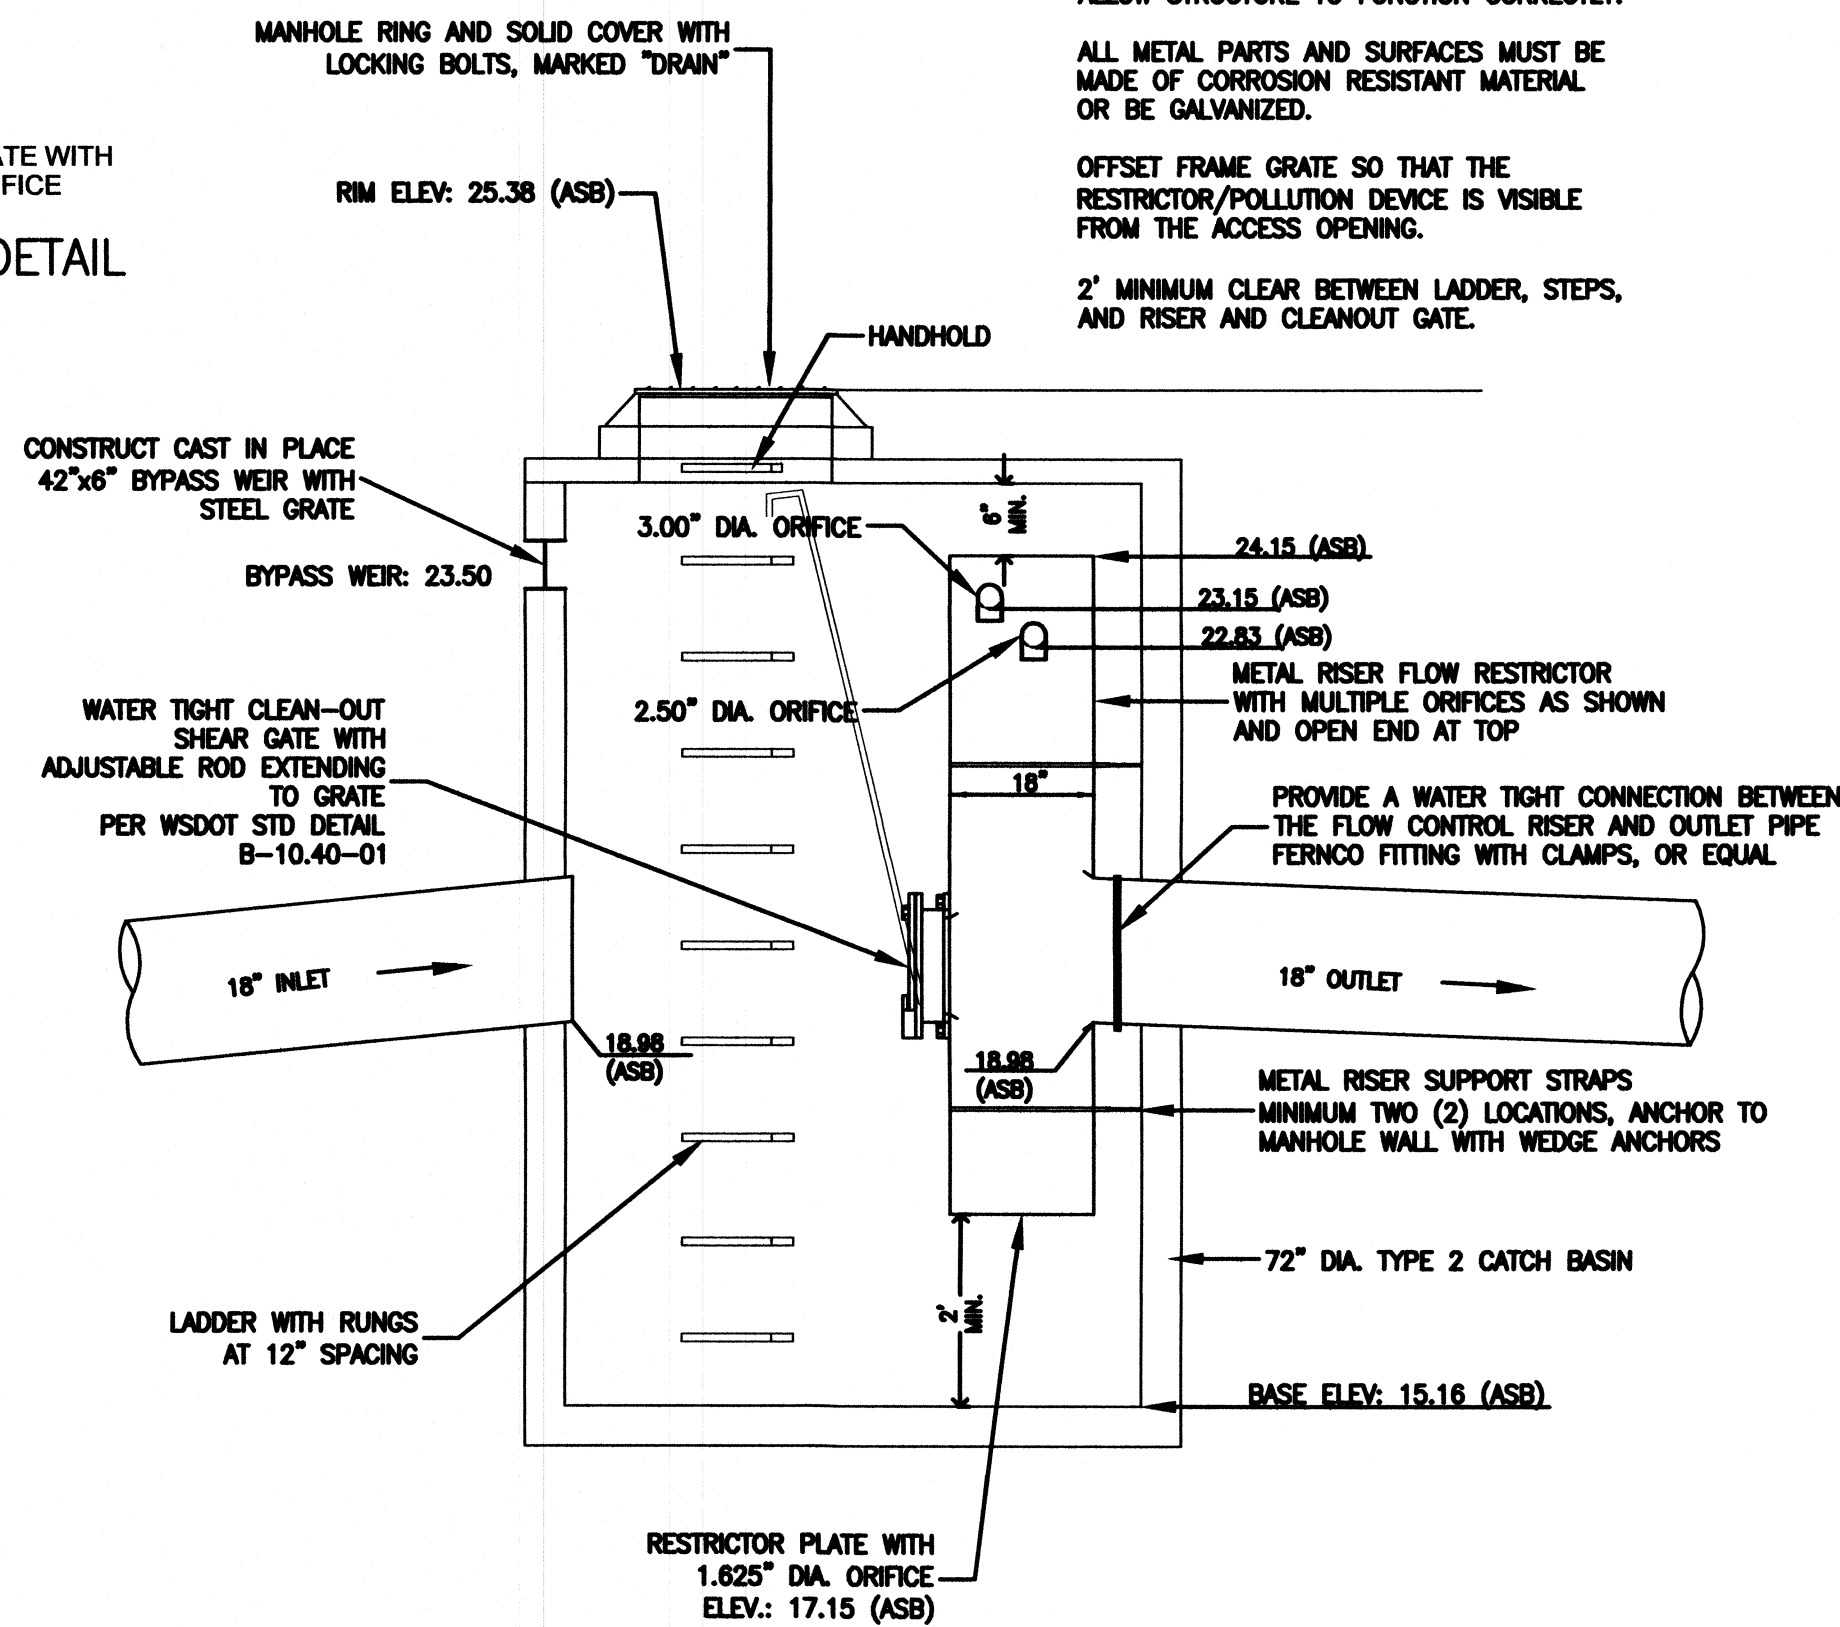 ALL METAL PARTS AND SURFACES MUST BE
MADE OF CORROSION RESISTANT MATERIAL
OR BE GALVANIZED.
OFFSET FRAME GRATE SO THAT THE
RESTRICTOR/POLLUTION DEVICE IS VISIBLE
FROM THE ACCESS OPENING.
2' MINIMUM CLEAR BETWEEN LADDER, STEPS,
AND RISER AND CLEANOUT GATE.
MANHOLE RING AND SOLID COVER WITH
LOCKING BOLTS, MARKED "DRAIN"
WITH
DETAIL
RIM ELEV: 25.38 (ASB)
HANDHOLD
CONSTRUCT CAST IN PLACE
42"x6" BYPASS WEIR WITH
STEEL GRATE
BYPASS WEIR: 23.50
3.00" DIA. ORIFICE
6"
MIN.
24.15 (ASB)
23.15 (ASB)
22.83 (ASB)
2.50" DIA. ORIFICE
METAL RISER FLOW RESTRICTOR
WITH MULTIPLE ORIFICES AS SHOWN
AND OPEN END AT TOP
WATER TIGHT CLEAN-OUT
SHEAR GATE WITH
ADJUSTABLE ROD EXTENDING
TO GRATE
PER WSDOT STD DETAIL
B-10.40-01
18"
PROVIDE A WATER TIGHT CONNECTION BETWEEN
THE FLOW CONTROL RISER AND OUTLET PIPE
FERNCO FITTING WITH CLAMPS, OR EQUAL
18" INLET
18" OUTLET
18.98
(ASB)
18.98
(ASB)
METAL RISER SUPPORT STRAPS
MINIMUM TWO (2) LOCATIONS, ANCHOR TO
MANHOLE WALL WITH WEDGE ANCHORS
72" DIA. TYPE 2 CATCH BASIN
LADDER WITH RUNGS
AT 12" SPACING
2'
MIN.
BASE ELEV: 15.16 (ASB)
RESTRICTOR PLATE WITH
1.625" DIA. ORIFICE
ELEV.: 17.15 (ASB)